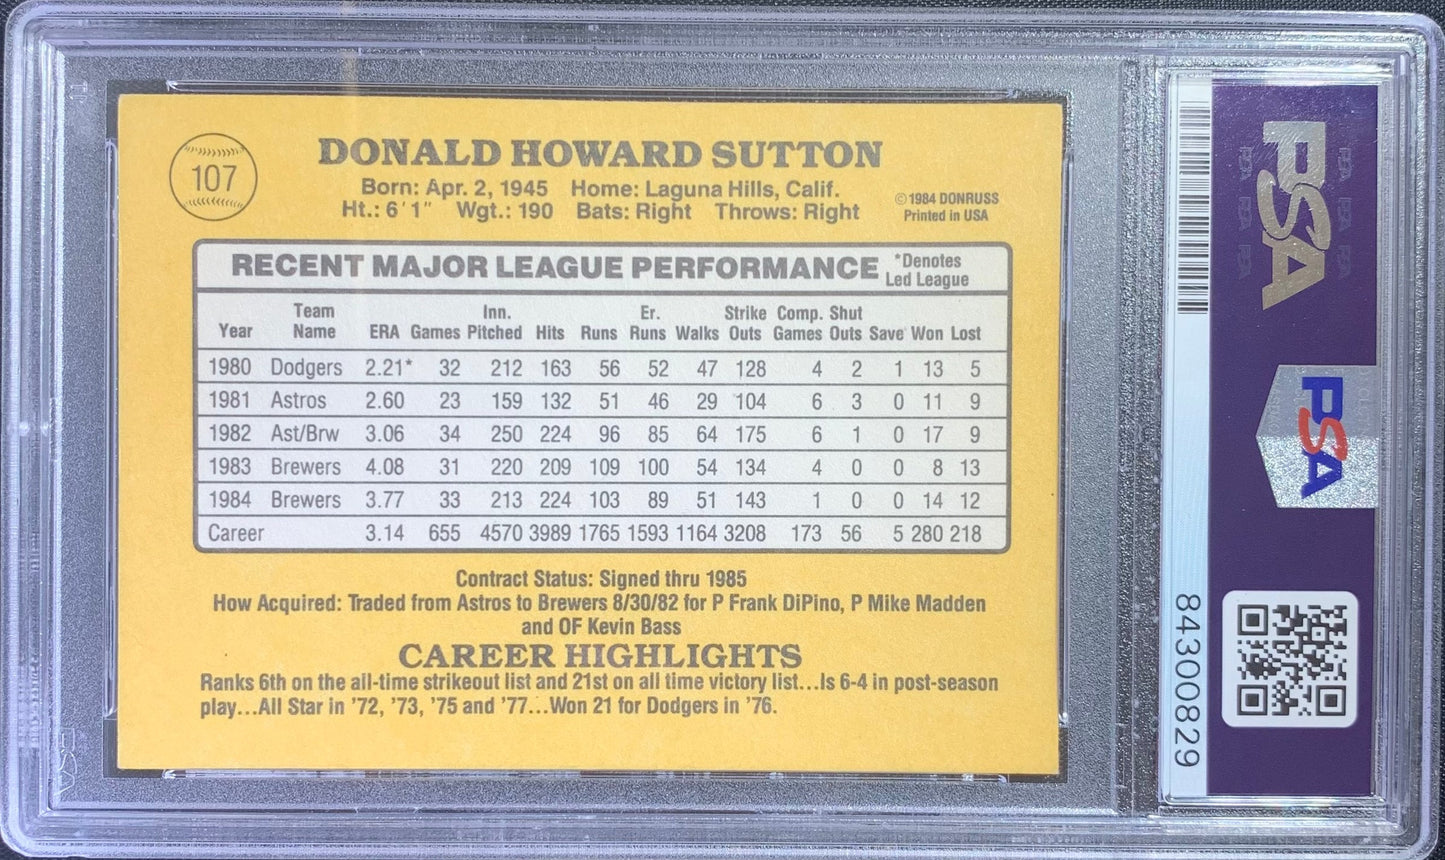 107
DONALD HOWARD SUTTON
Born: Apr. 2, 1945 Home: Laguna Hills, Calif.
Ht.: 6'1" Wgt.: 190 Bats: Right Throws: Right
©1984 DONRUSS
Printed in USA
RECENT MAJOR LEAGUE PERFORMANCE
*Denotes
Led League
Year Team Name ERA Games Inn. Pitched Hits Runs Er. Runs Walks Strike Outs Comp. Games Shut Outs Save Won Lost
1980 Dodgers 2.21* 32 212 163 56 52 47 128 4 2 1 13 5
1981 Astros 2.60 23 159 132 51 46 29 104 6 3 0 11 9
1982 Ast/Brw 3.06 34 250 224 96 85 64 175 6 1 0 17 9
1983 Brewers 4.08 31 220 209 109 100 54 134 4 0 0 8 13
1984 Brewers 3.77 33 213 224 103 89 51 143 1 0 0 14 12
Career 3.14 655 4570 3989 1765 1593 1164 3208 173 56 5 280 218
Contract Status: Signed thru 1985
How Acquired: Traded from Astros to Brewers 8/30/82 for P Frank DiPino, P Mike Madden
and OF Kevin Bass
CAREER HIGHLIGHTS
Ranks 6th on the all-time strikeout list and 21st on all time victory list...Is 6-4 in post-season
play...All Star in '72, '73, '75 and '77...Won 21 for Dodgers in '76.
PSA
PSA
84300829